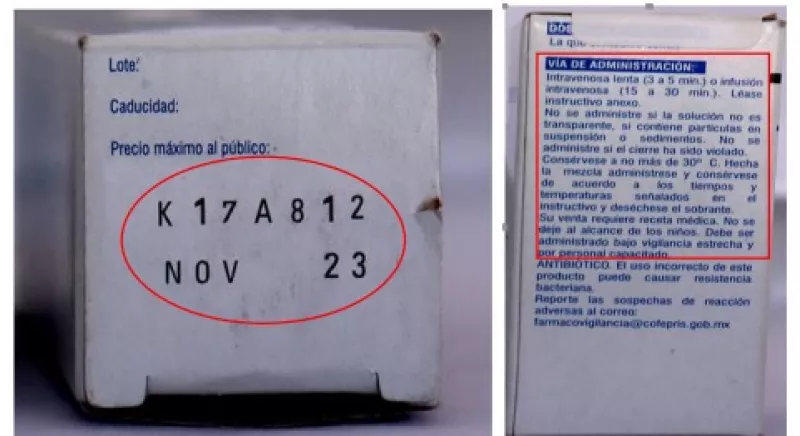 Lote:
Caducidad:
Precio máximo al público:
K 17A812
NOV 23
La que
VÍA DE ADMINISTRACIÓN:
Intravenosa lenta (3 a 5 min.) o infusión
intravenosa (15 a 30 min.). Léase
instructivo anexo.
No se administre si la solución no es
transparente, si contiene partículas en
suspensión o sedimentos. No se
administre si el cierre ha sido violado.
Consérvese a no más de 30° C. Hecha
la mezcla adminístrese y consérvese
de acuerdo a los tiempos y
temperaturas señalados en el
instructivo y deséchese el sobrante.
Su venta requiere receta médica. No se
deje al alcance de los niños. Debe ser
administrado bajo vigilancia estrecha y
por personal capacitado.
ANTIBIÓTICO. El uso incorrecto de este
producto puede causar resistencia
bacteriana.
Reporte las sospechas de reacción
adversas al correo:
farmacovigilancia@cofepris.gob.mx